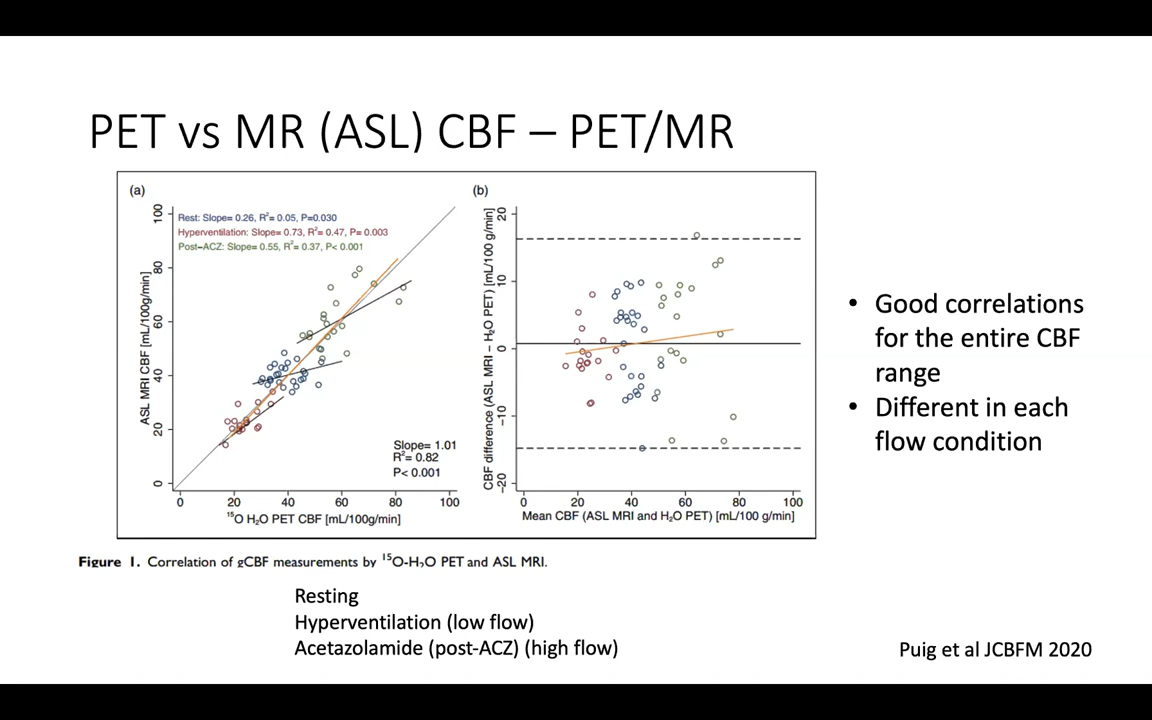 PET vs MR (ASL) CBF – PET/MR
(a)
Rest: Slope= 0.26, R²= 0.05, P=0.030
Hyperventilation: Slope= 0.73, R²= 0.47, P= 0.003
Post–ACZ: Slope= 0.55, R²= 0.37, P< 0.001
ASL MRI CBF [mL/100g/min]
100
80
60
40
20
0
Slope= 1.01
R²= 0.82
P< 0.001
0 20 40 60 80 100
¹⁵O H₂O PET CBF [mL/100g/min]
(b)
CBF difference (ASL MRI – H₂O PET) [mL/100 g/min]
20
10
0
–10
–20
0 20 40 60 80 100
Mean CBF (ASL MRI and H₂O PET) [mL/100 g/min]
Figure 1. Correlation of gCBF measurements by ¹⁵O-H₂O PET and ASL MRI.
Resting
Hyperventilation (low flow)
Acetazolamide (post-ACZ) (high flow)
• Good correlations
for the entire CBF
range
• Different in each
flow condition
Puig et al JCBFM 2020